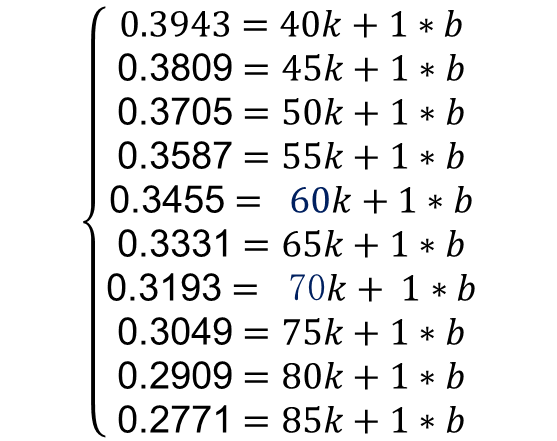 0.3943 = 40k + 1 ∗ b
0.3809 = 45k + 1 ∗ b
0.3705 = 50k + 1 ∗ b
0.3587 = 55k + 1 ∗ b
0.3455 = 60k + 1 ∗ b
0.3331 = 65k + 1 ∗ b
0.3193 = 70k + 1 ∗ b
0.3049 = 75k + 1 ∗ b
0.2909 = 80k + 1 ∗ b
0.2771 = 85k + 1 ∗ b